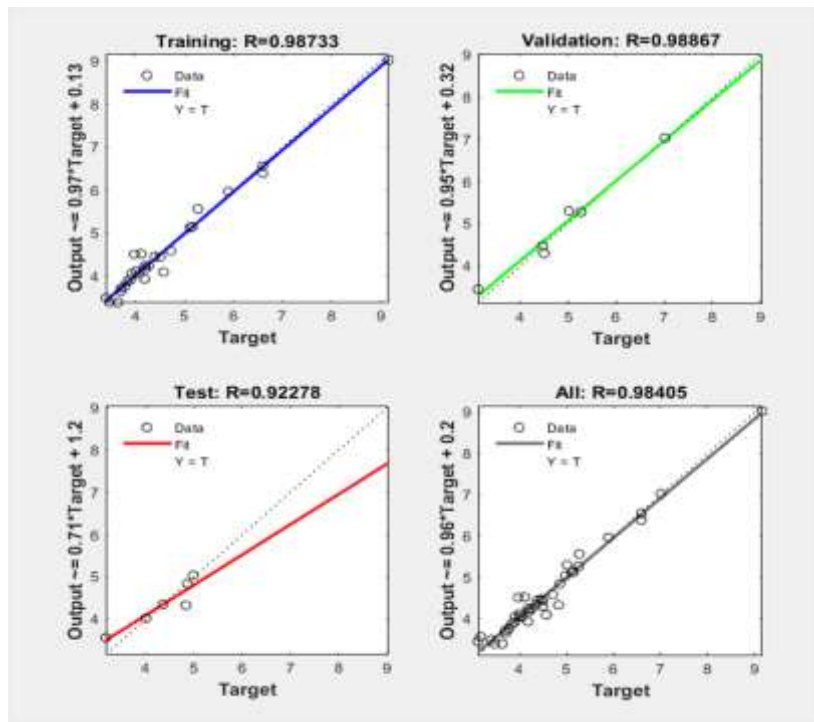 Training: R=0.98733
Output ~= 0.97*Target + 0.13
9
8
7
6
5
4
Data
Fit
Y = T
4 5 6 7 8 9
Target
Validation: R=0.98867
Output ~= 0.95*Target + 0.32
9
8
7
6
5
4
Data
Fit
Y = T
4 5 6 7 8 9
Target
Test: R=0.92278
Output ~= 0.71*Target + 1.2
9
8
7
6
5
4
Data
Fit
Y = T
4 5 6 7 8 9
Target
All: R=0.98405
Output ~= 0.96*Target + 0.2
9
8
7
6
5
4
Data
Fit
Y = T
4 5 6 7 8 9
Target